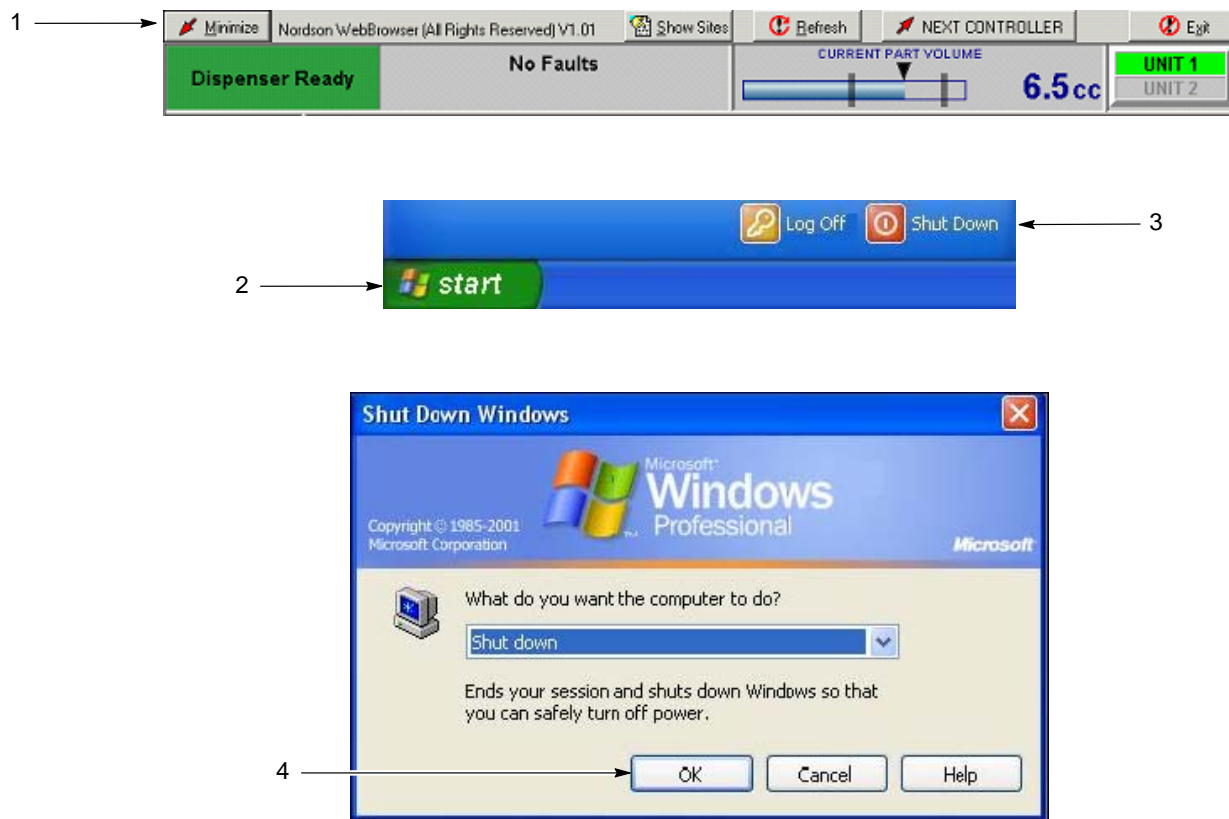 1
Minimize Nordson WebBrowser (All Rights Reserved) V1.01 Show Sites Refresh NEXT CONTROLLER Exit
Dispenser Ready No Faults CURRENT PART VOLUME 6.5 cc UNIT 1
UNIT 2
Log Off Shut Down 3
2 start
Shut Down Windows
Microsoft
Windows
Professional
TM
Copyright © 1985-2001
Microsoft Corporation
Microsoft
What do you want the computer to do?
Shut down
Ends your session and shuts down Windows so that
you can safely turn off power.
4 OK Cancel Help